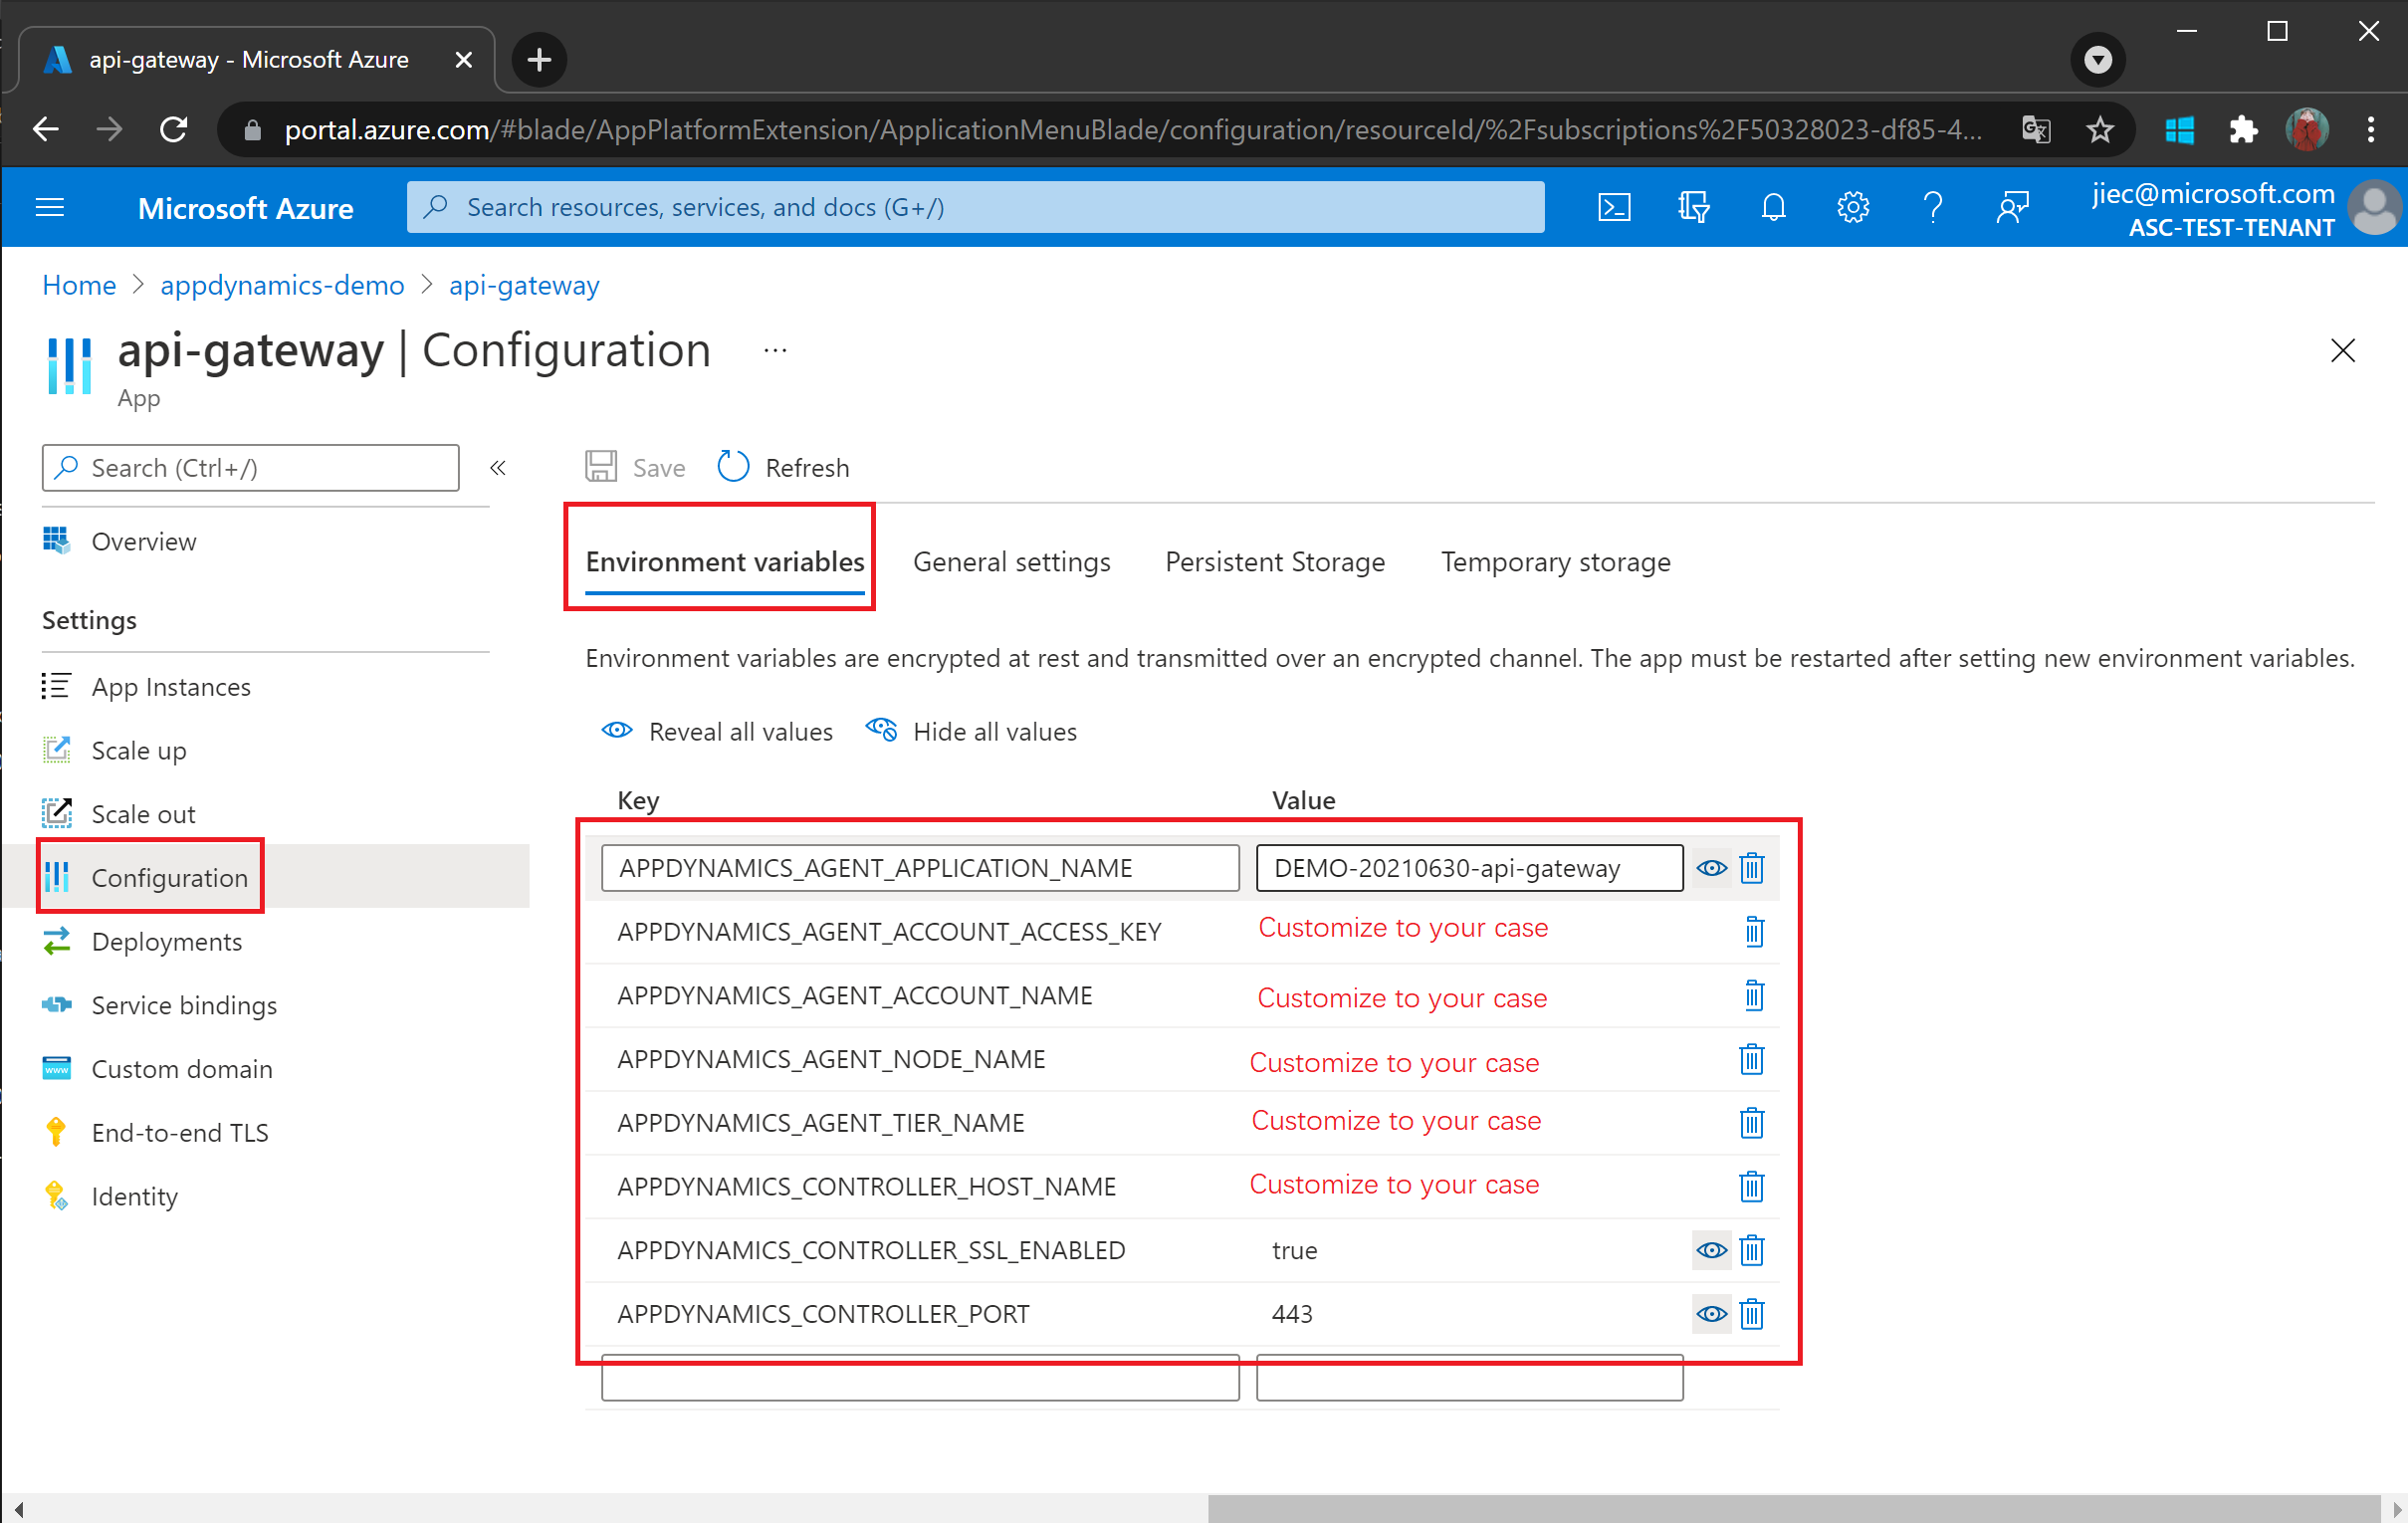 api-gateway - Microsoft Azure
portal.azure.com/#blade/AppPlatformExtension/ApplicationMenuBlade/configuration/resourceId/%2Fsubscriptions%2F50328023-df85-4...
Microsoft Azure
Search resources, services, and docs (G+/)
jiec@microsoft.com
ASC-TEST-TENANT
Home > appdynamics-demo > api-gateway
api-gateway | Configuration ...
App
Search (Ctrl+/)
«
Save
Refresh
Overview
Settings
App Instances
Scale up
Scale out
Configuration
Deployments
Service bindings
Custom domain
End-to-end TLS
Identity
Environment variables
General settings
Persistent Storage
Temporary storage
Environment variables are encrypted at rest and transmitted over an encrypted channel. The app must be restarted after setting new environment variables.
Reveal all values
Hide all values
Key Value
APPDYNAMICS_AGENT_APPLICATION_NAME DEMO-20210630-api-gateway
APPDYNAMICS_AGENT_ACCOUNT_ACCESS_KEY Customize to your case
APPDYNAMICS_AGENT_ACCOUNT_NAME Customize to your case
APPDYNAMICS_AGENT_NODE_NAME Customize to your case
APPDYNAMICS_AGENT_TIER_NAME Customize to your case
APPDYNAMICS_CONTROLLER_HOST_NAME Customize to your case
APPDYNAMICS_CONTROLLER_SSL_ENABLED true
APPDYNAMICS_CONTROLLER_PORT 443